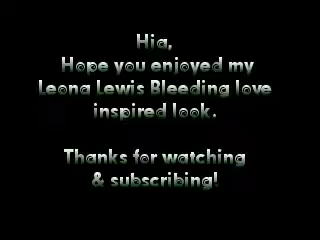 Hia,
Hope you enjoyed my
Leona Lewis Bleeding love
inspired look.
Thanks for watching
& subscribing!